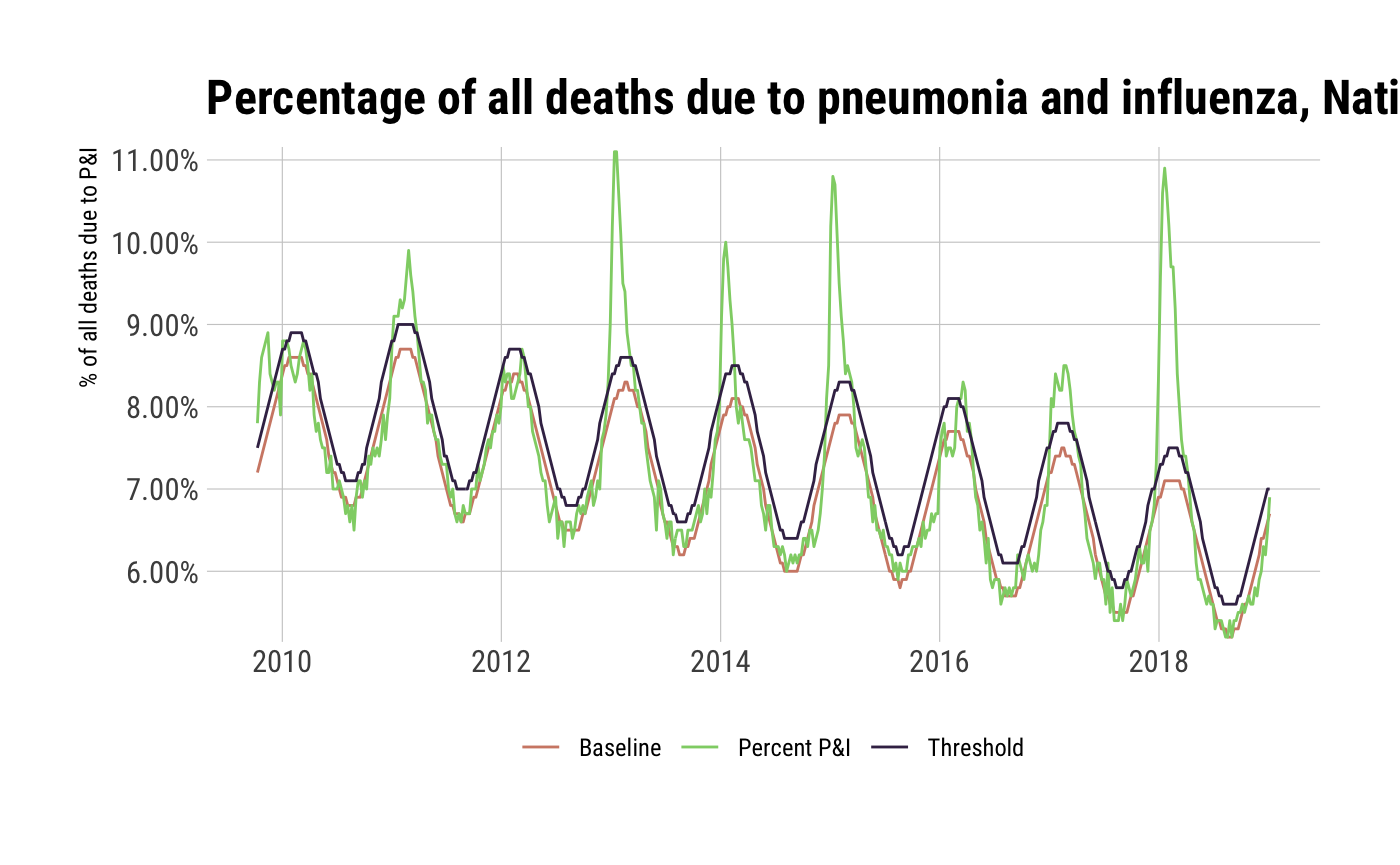 Percentage of all deaths due to pneumonia and influenza, Nati
% of all deaths due to P&I
11.00%
10.00%
9.00%
8.00%
7.00%
6.00%
2010 2012 2014 2016 2018
Baseline Percent P&I Threshold